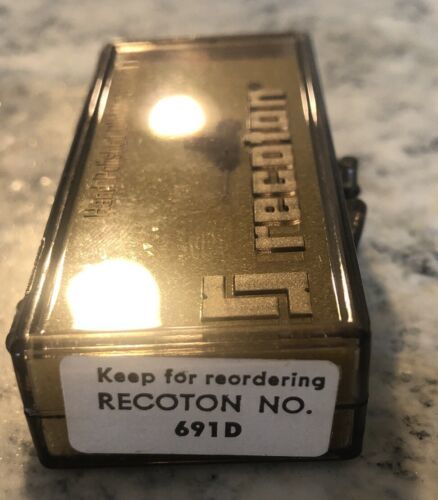 recoton®
Keep for reordering
RECOTON NO.
691D